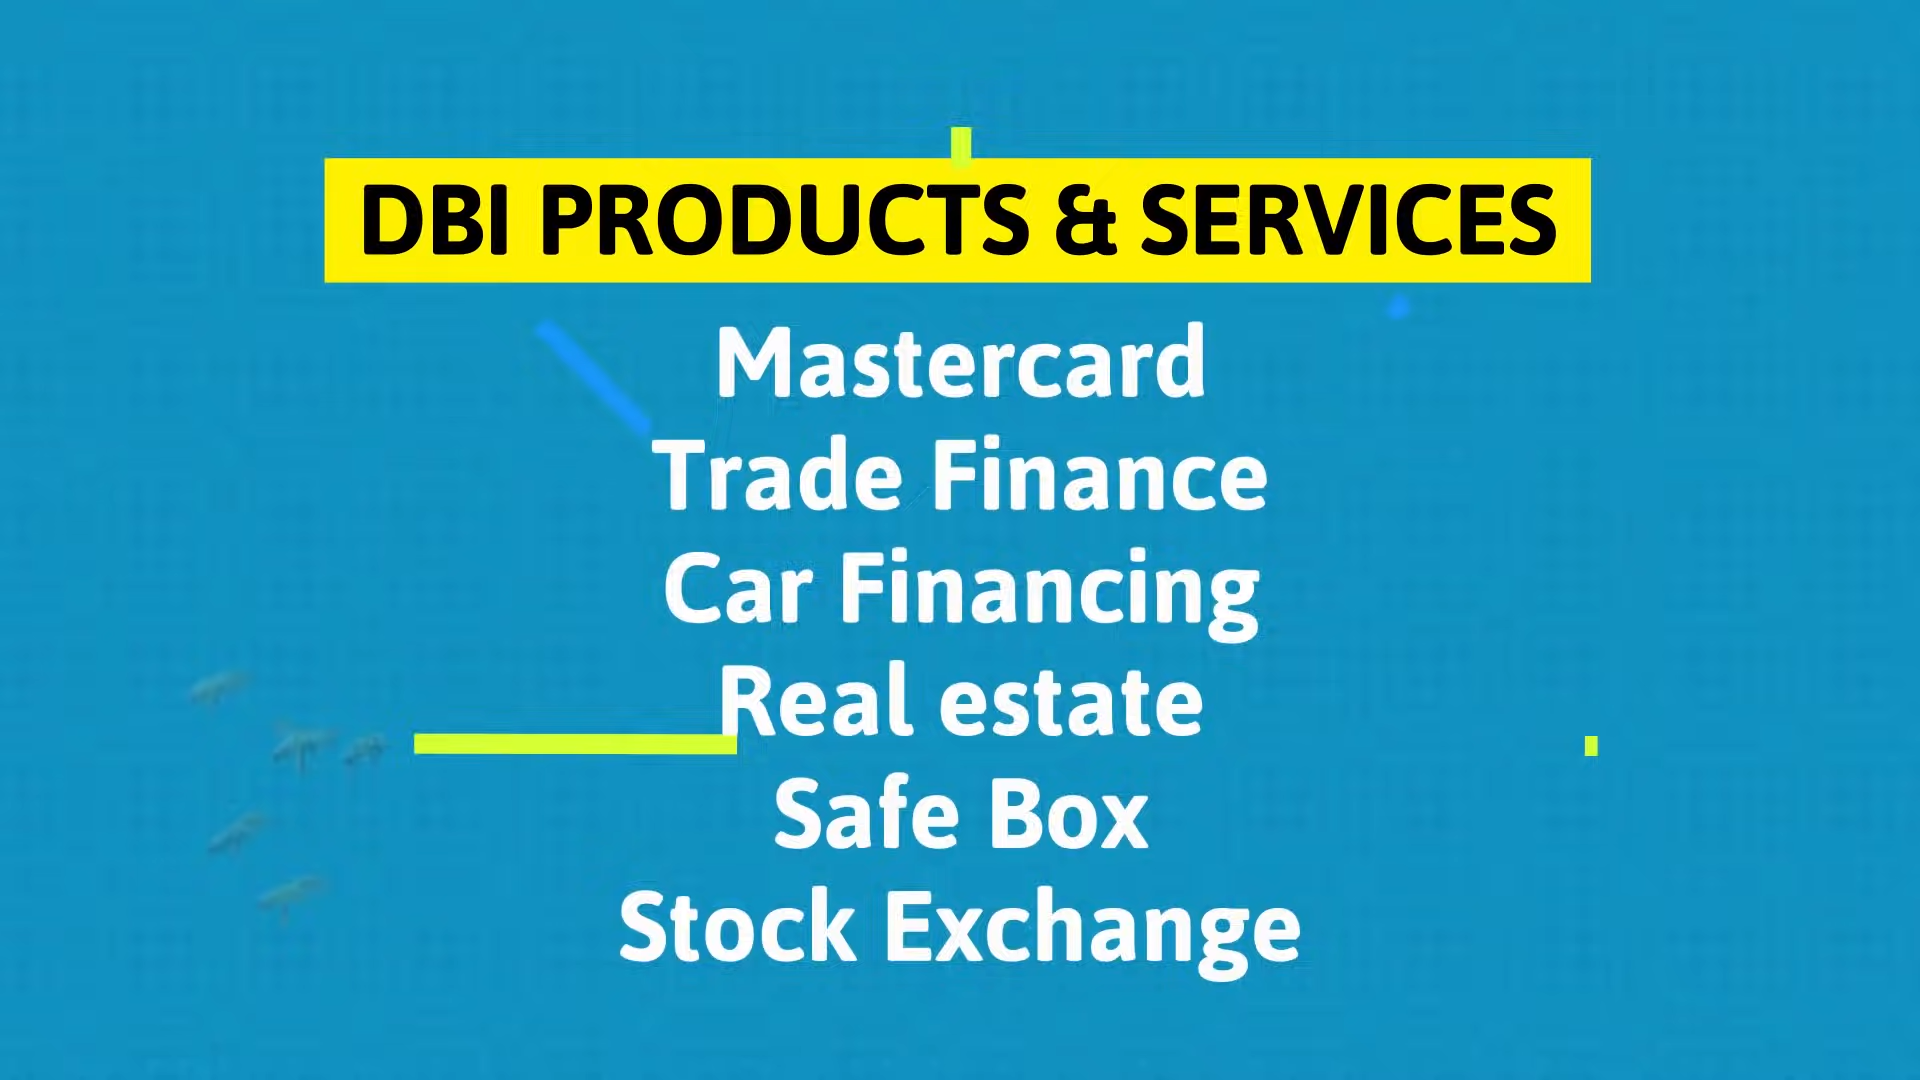 DBI PRODUCTS & SERVICES
Mastercard
Trade Finance
Car Financing
Real estate
Safe Box
Stock Exchange